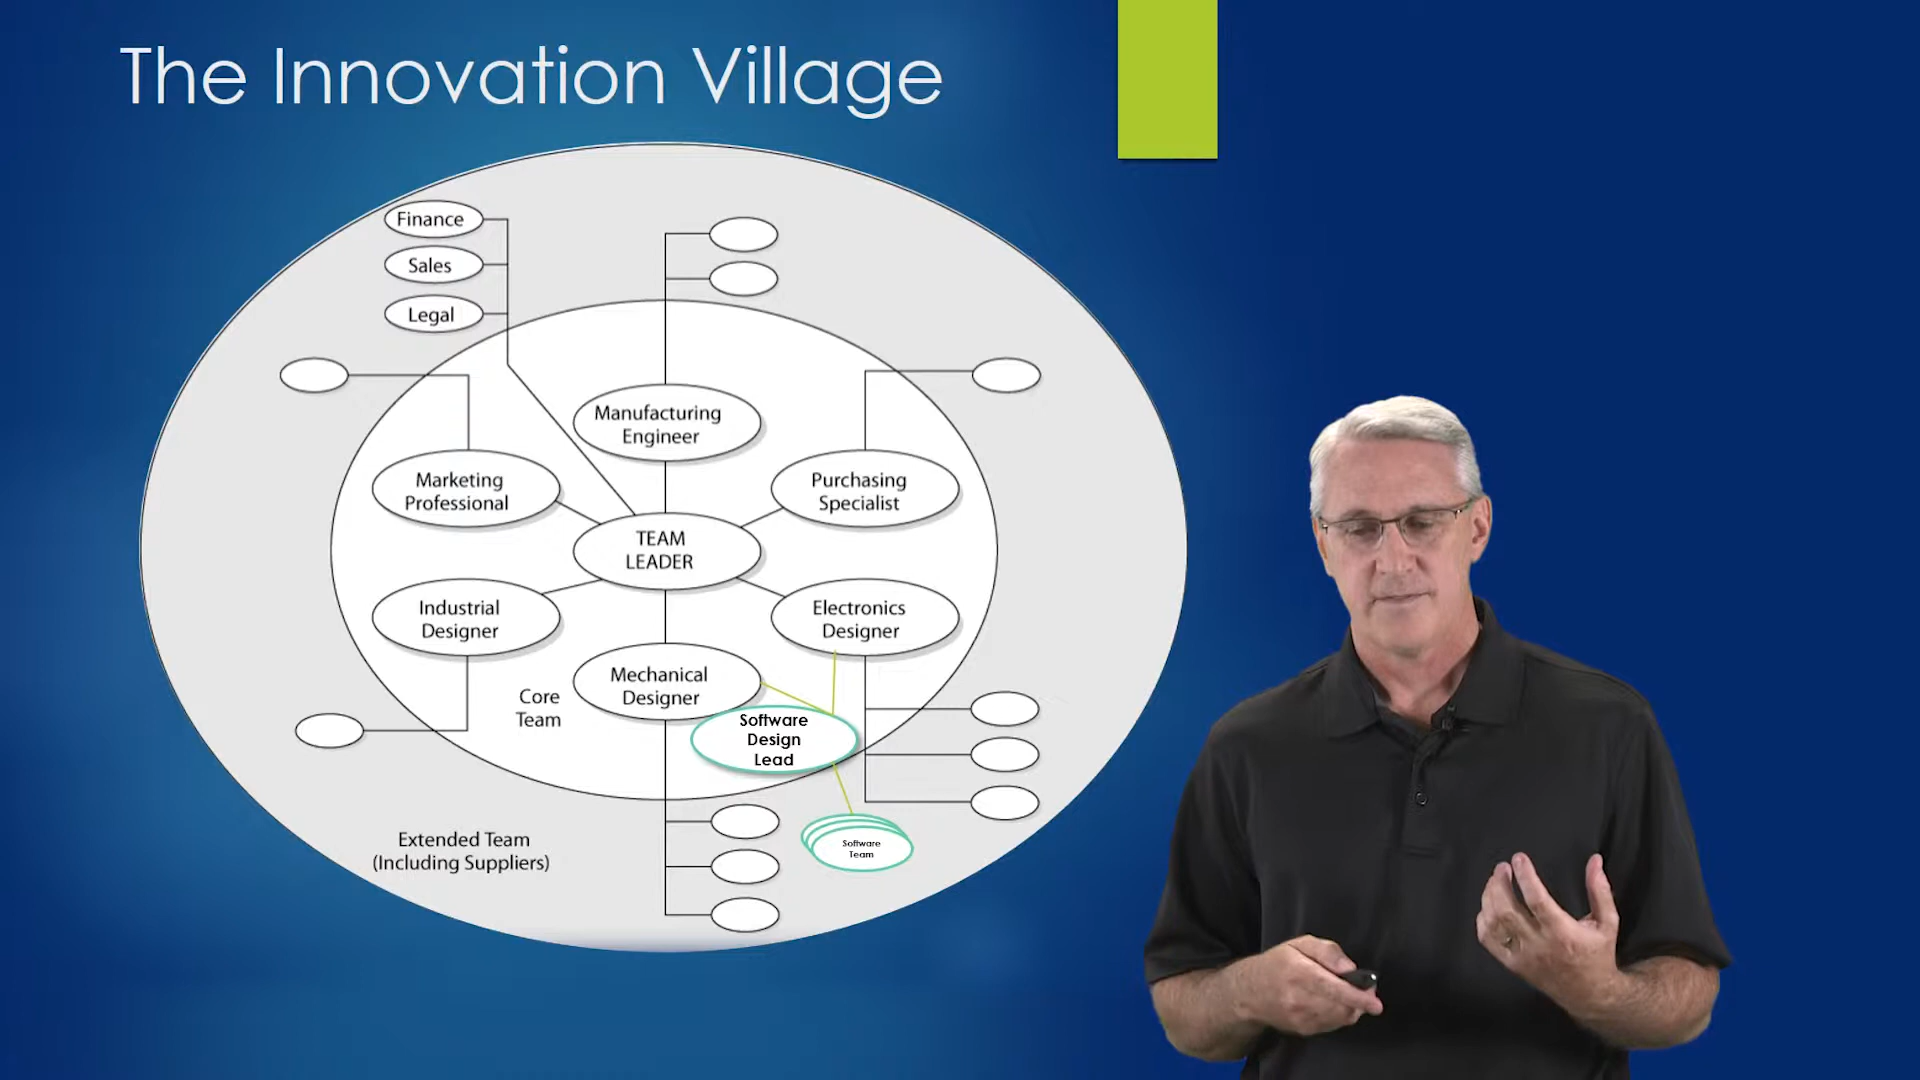 The Innovation Village
Finance
Sales
Legal
Manufacturing
Engineer
Marketing
Professional
Purchasing
Specialist
TEAM
LEADER
Industrial
Designer
Electronics
Designer
Mechanical
Designer
Core
Team
Software
Design
Lead
Extended Team
(Including Suppliers)
Software
Team